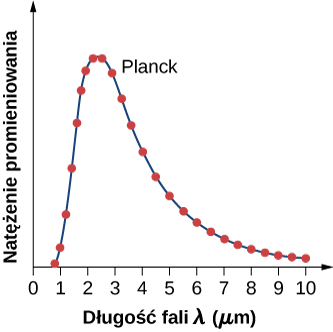 Natężenie promieniowania
Planck
0 1 2 3 4 5 6 7 8 9 10
Długość fali λ (μm)